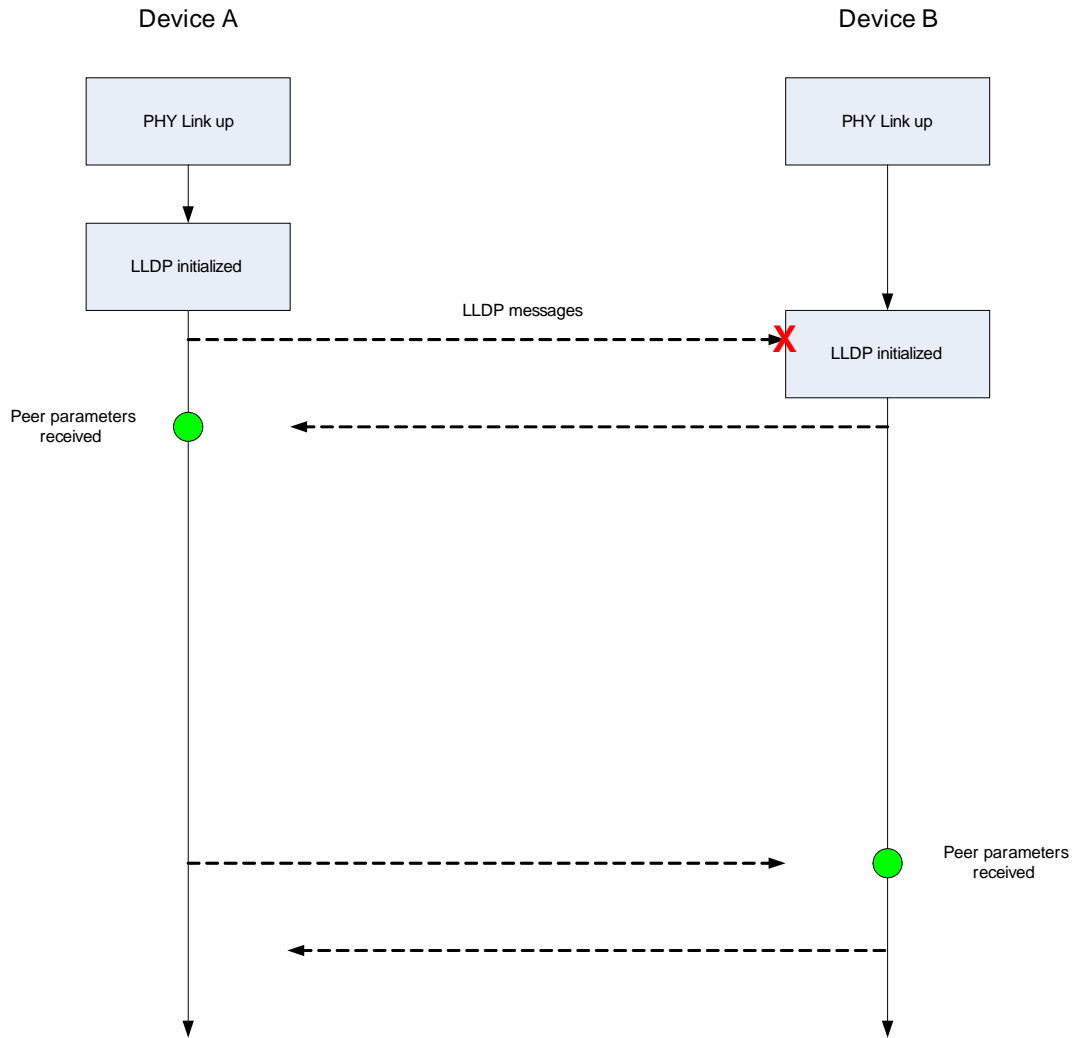 Device A
Device B
PHY Link up
PHY Link up
LLDP initialized
LLDP messages
X
LLDP initialized
Peer parameters
received
Peer parameters
received